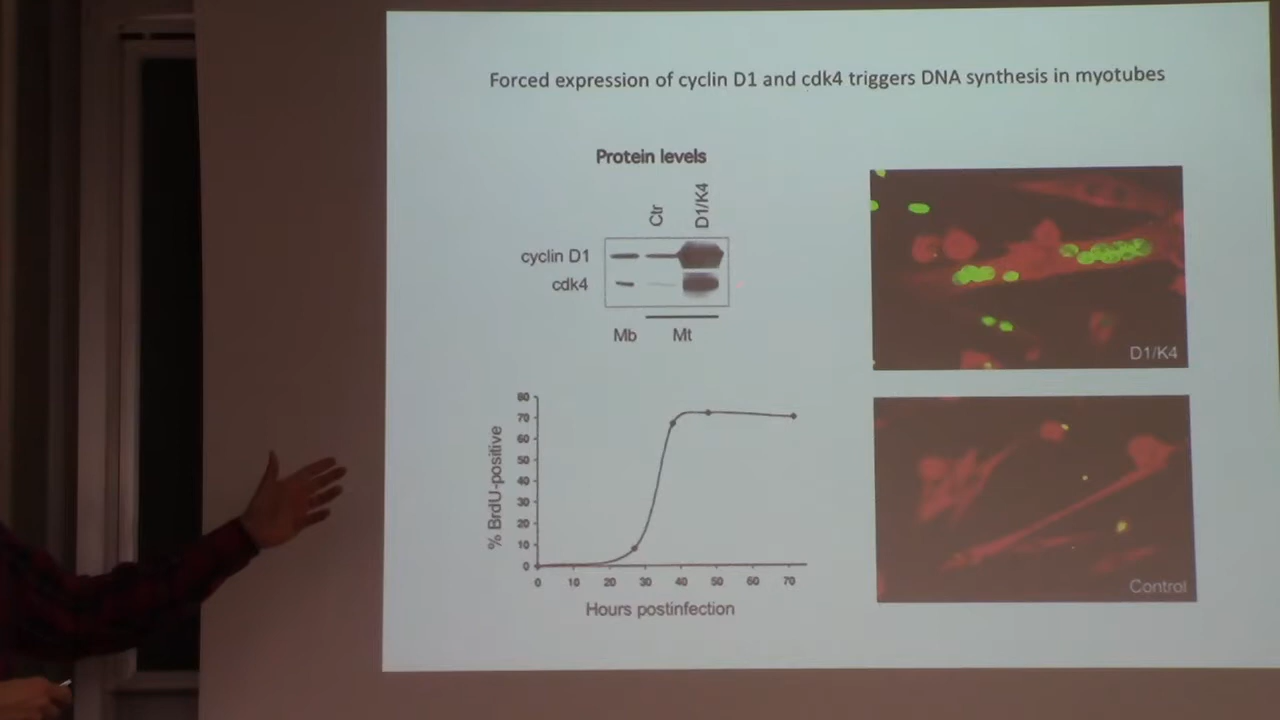 Forced expression of cyclin D1 and cdk4 triggers DNA synthesis in myotubes
Protein levels
Ctr
D1/K4
cyclin D1
cdk4
Mb
Mt
D1/K4
% BrdU-positive
80
70
60
50
40
30
20
10
0
0 10 20 30 40 50 60 70
Hours postinfection
Control